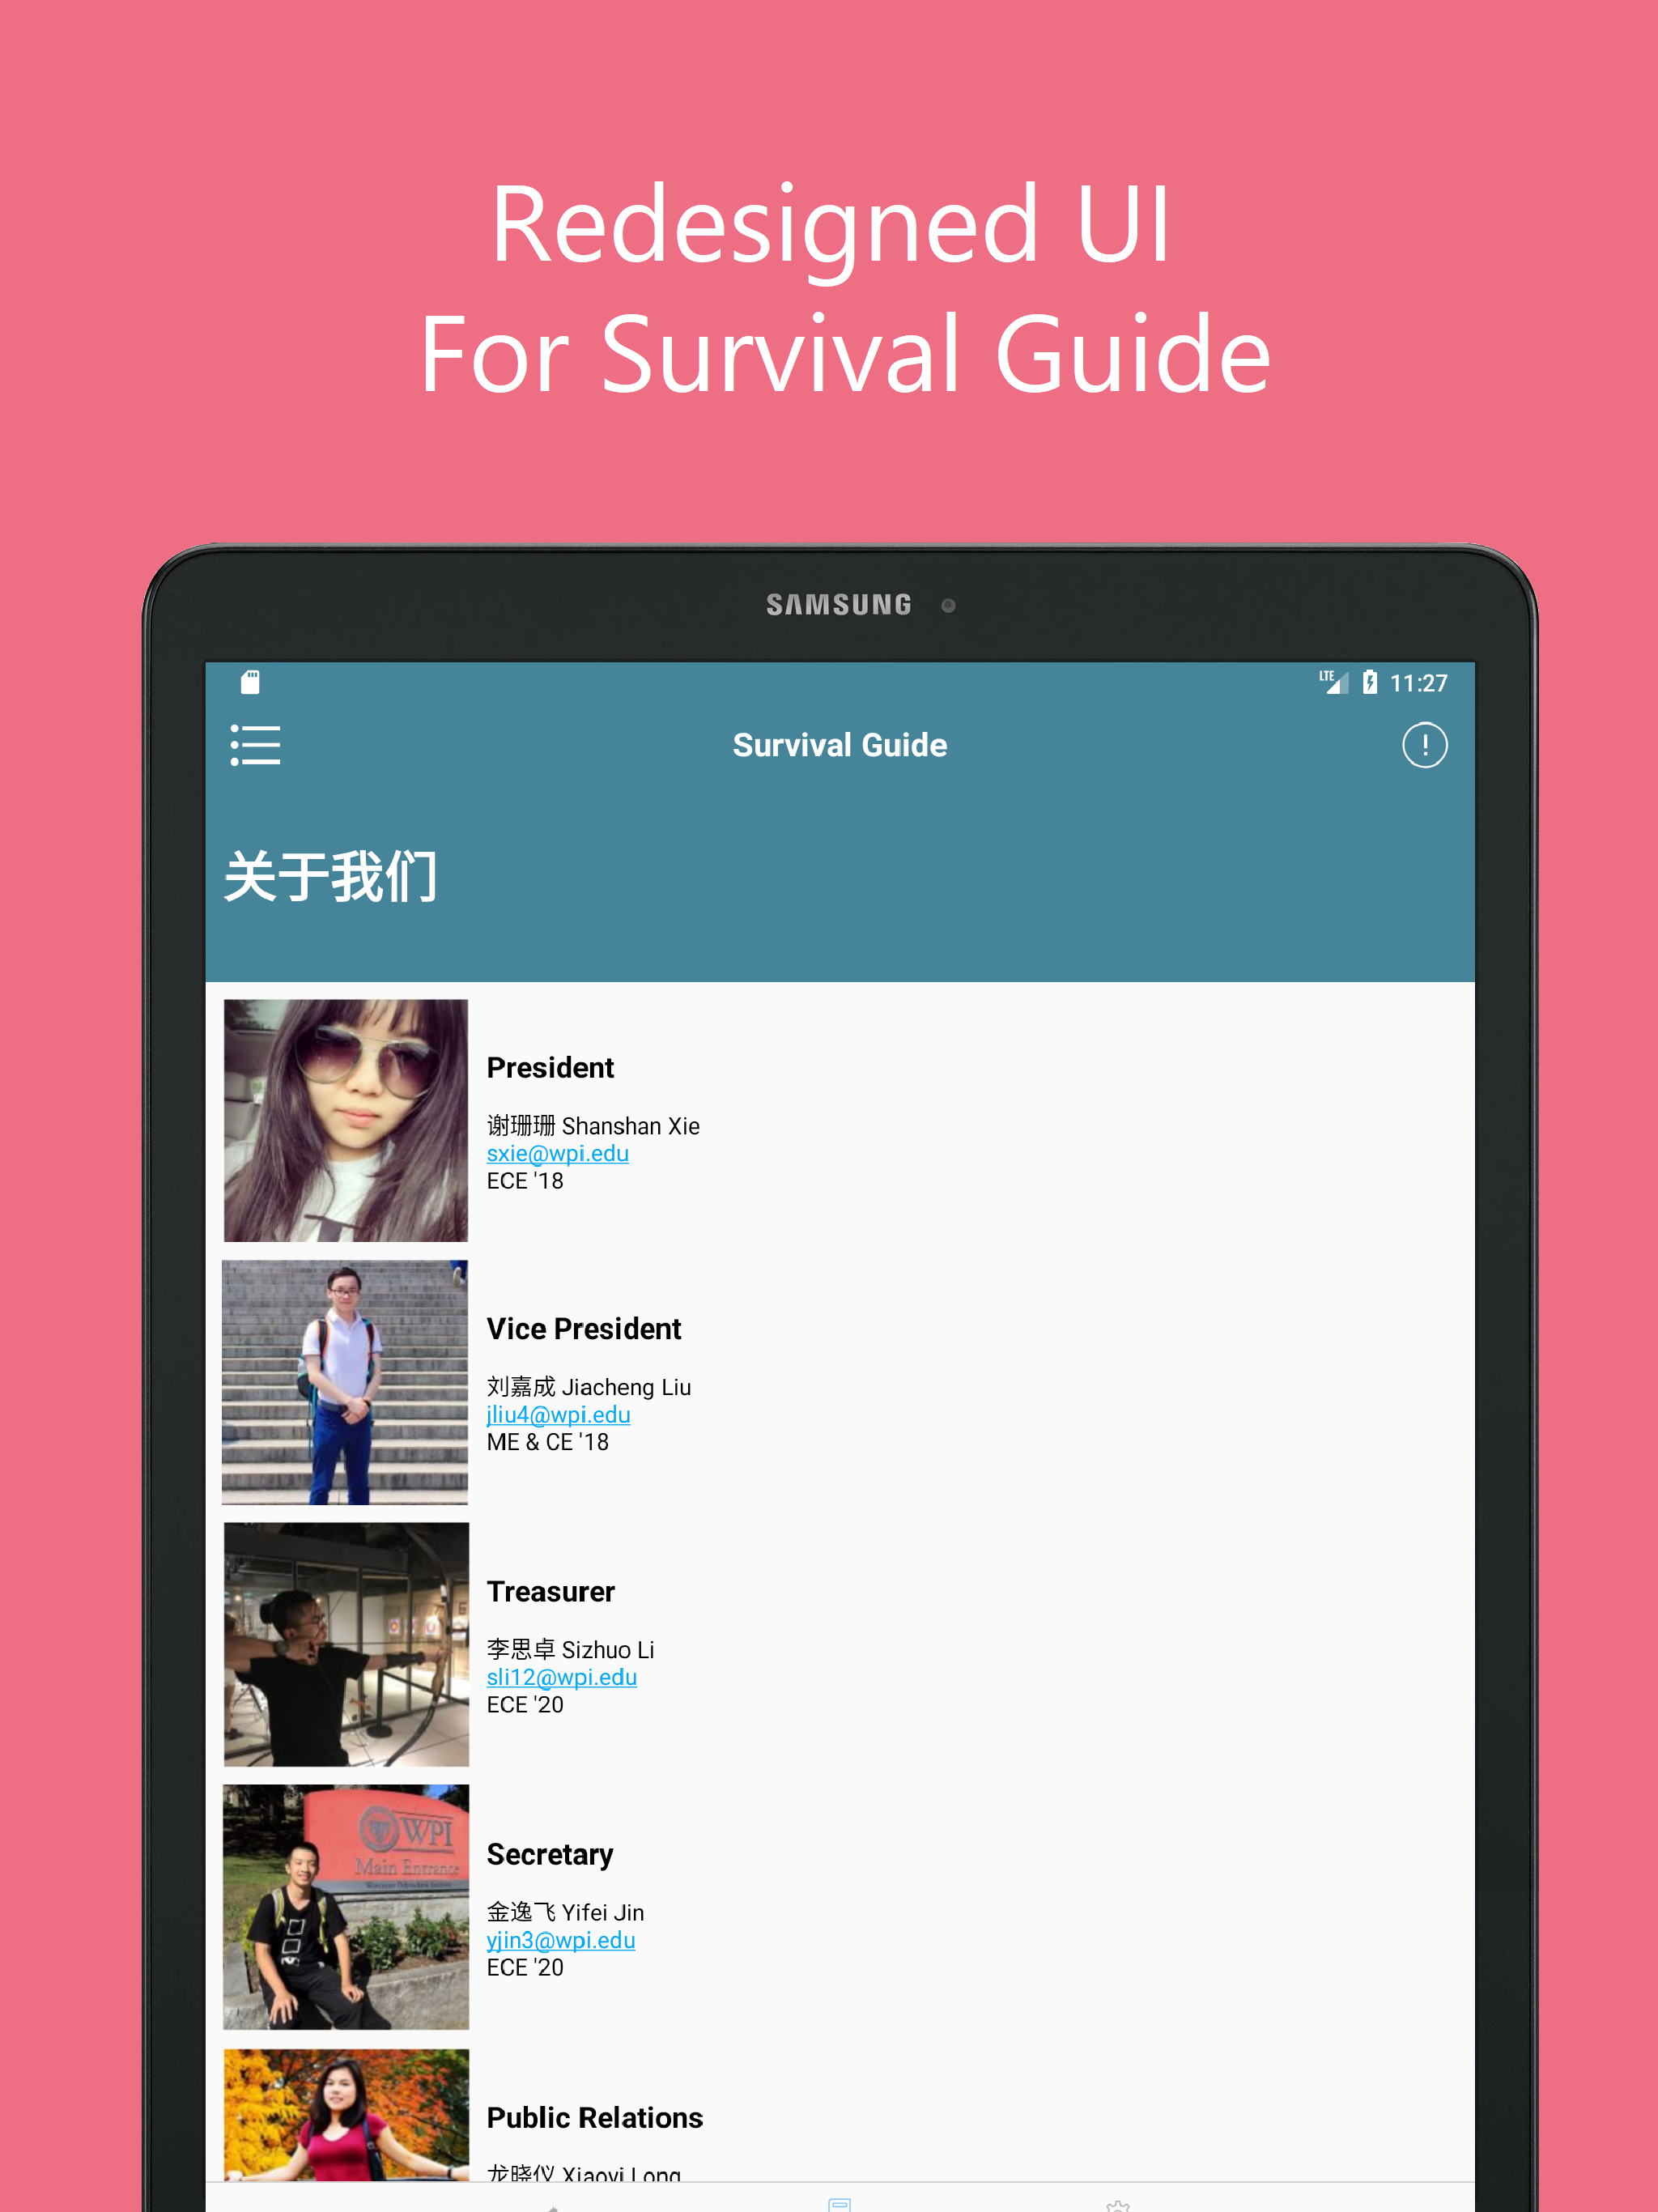 Redesigned UI
For Survival Guide
SAMSUNG
LTE 11:27
Survival Guide
关于我们
President
谢珊珊 Shanshan Xie
sxie@wpi.edu
ECE '18
Vice President
刘嘉成 Jiacheng Liu
jliu4@wpi.edu
ME & CE '18
Treasurer
李思卓 Sizhuo Li
sli12@wpi.edu
ECE '20
WPI
Main Entrance
Secretary
金逸飞 Yifei Jin
yjin3@wpi.edu
ECE '20
Public Relations
龙晓仪 Xiaoyi Long